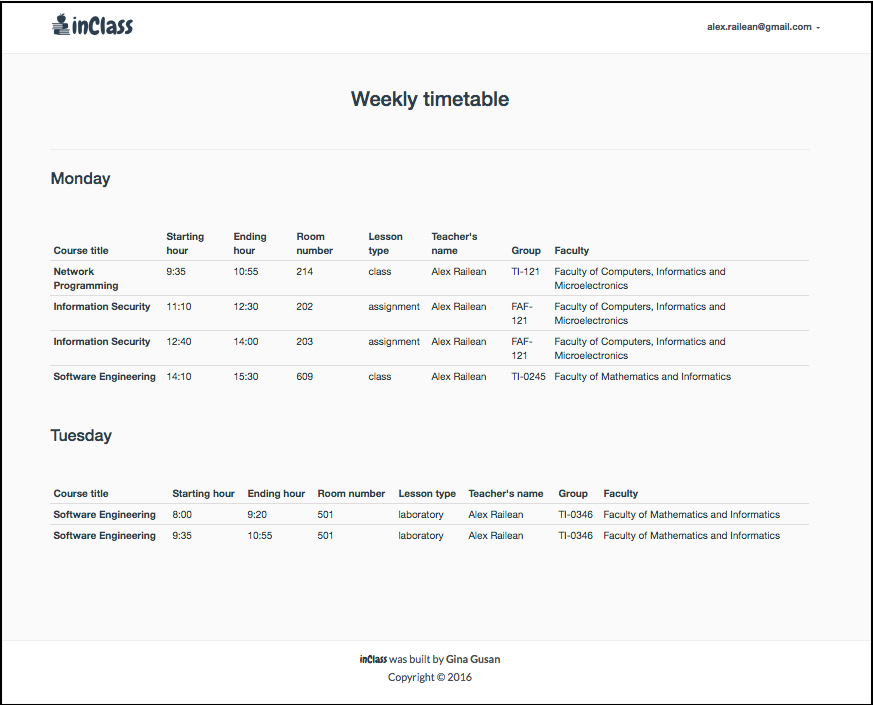 inClass
alex.railean@gmail.com
Weekly timetable
Monday
Course title Starting hour Ending hour Room number Lesson type Teacher's name Group Faculty
Network Programming 9:35 10:55 214 class Alex Railean TI-121 Faculty of Computers, Informatics and Microelectronics
Information Security 11:10 12:30 202 assignment Alex Railean FAF-121 Faculty of Computers, Informatics and Microelectronics
Information Security 12:40 14:00 203 assignment Alex Railean FAF-121 Faculty of Computers, Informatics and Microelectronics
Software Engineering 14:10 15:30 609 class Alex Railean TI-0245 Faculty of Mathematics and Informatics
Tuesday
Course title Starting hour Ending hour Room number Lesson type Teacher's name Group Faculty
Software Engineering 8:00 9:20 501 laboratory Alex Railean TI-0346 Faculty of Mathematics and Informatics
Software Engineering 9:35 10:55 501 laboratory Alex Railean TI-0346 Faculty of Mathematics and Informatics
inClass was built by Gina Gusan
Copyright © 2016